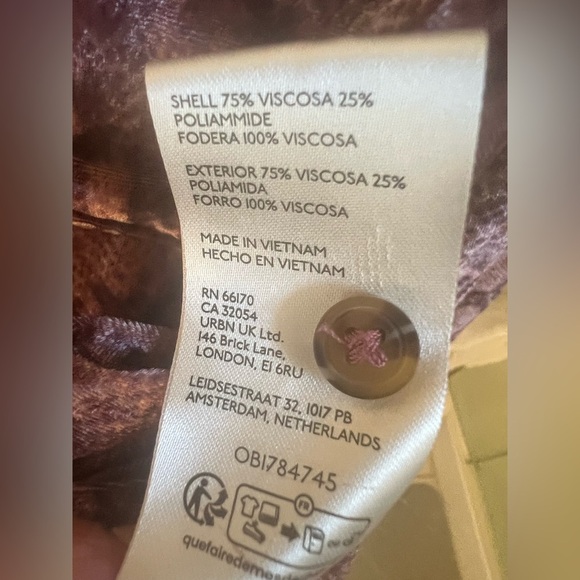 SHELL 75% VISCOSA 25%
POLIAMMIDE
FODERA 100% VISCOSA
EXTERIOR 75% VISCOSA 25%
POLIAMIDA
FORRO 100% VISCOSA
MADE IN VIETNAM
HECHO EN VIETNAM
RN 66170
CA 32054
URBN UK Ltd.
146 Brick Lane,
LONDON, E1 6RU
LEIDSESTRAAT 32, 1017 PB
AMSTERDAM, NETHERLANDS
OB1784745
FR